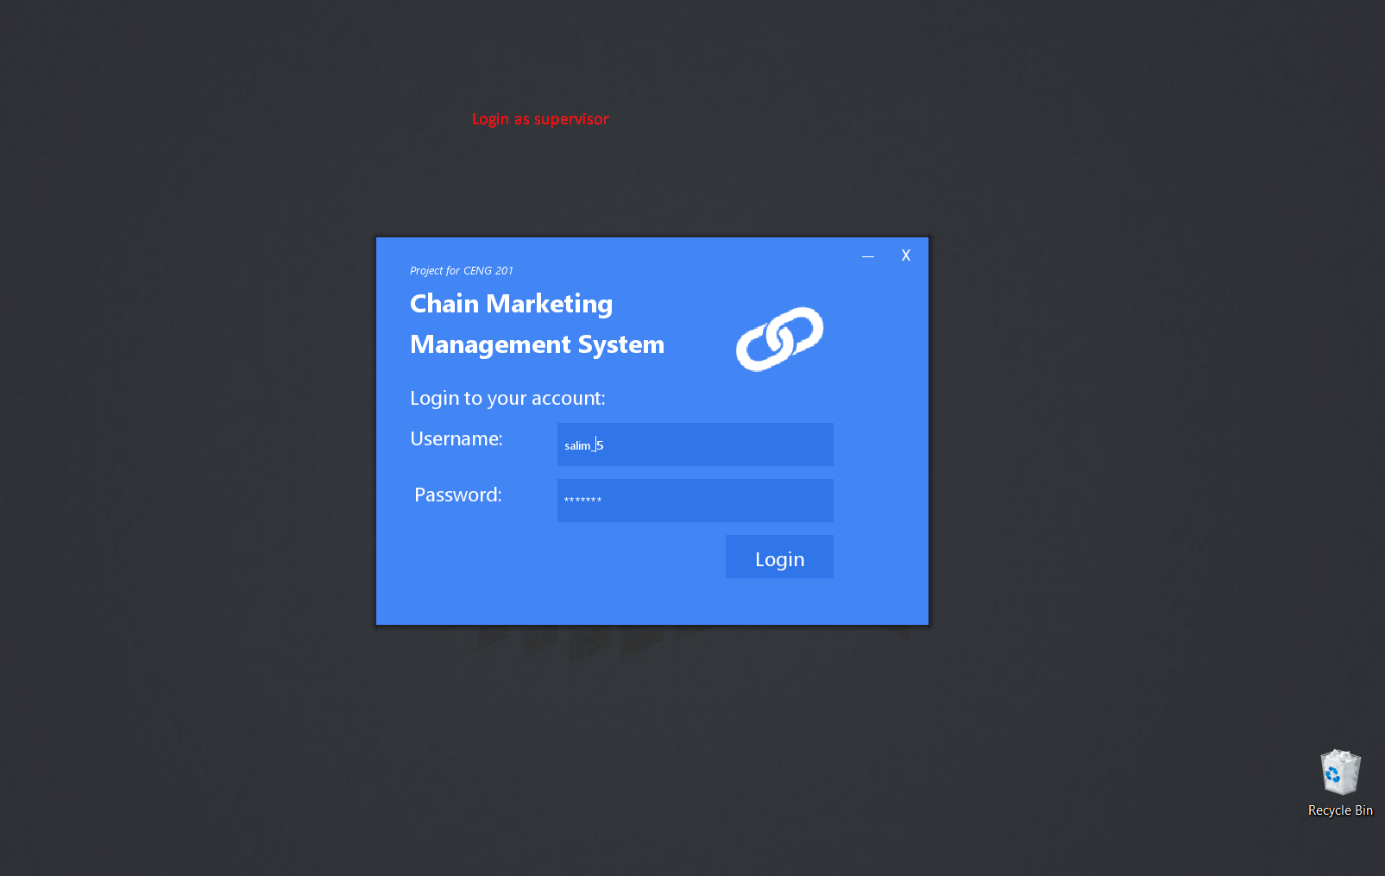 Login as supervisor
— X
Project for CENG 201
Chain Marketing
Management System
Login to your account:
Username: salim_5
Password: *******
Login
Recycle Bin